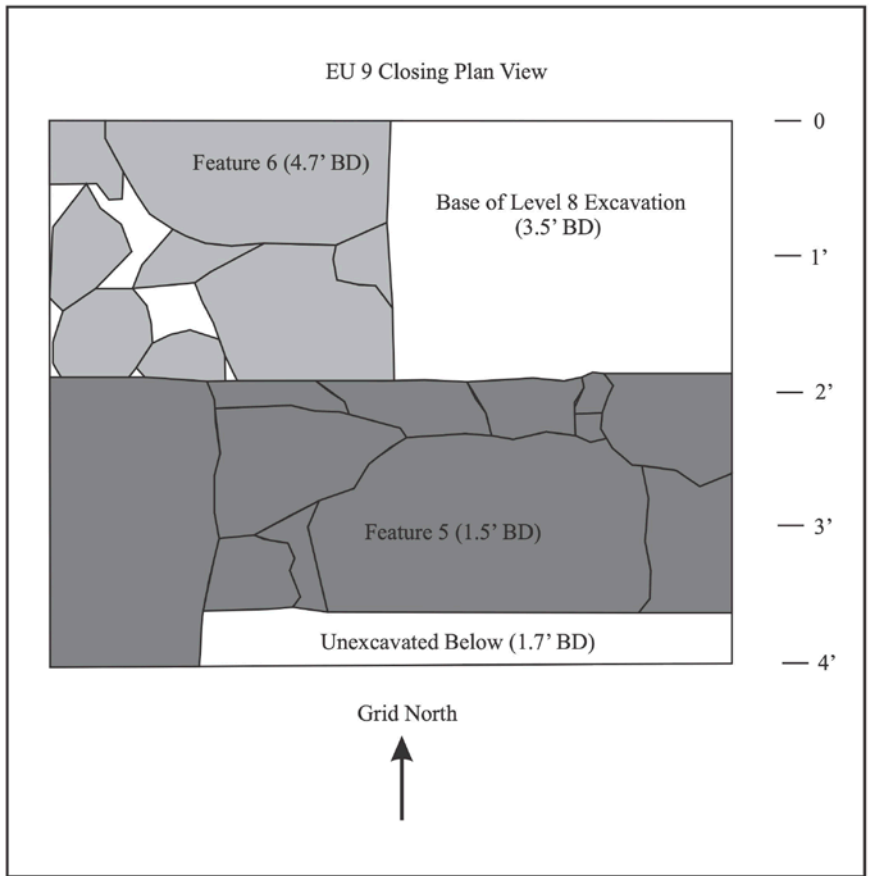 EU 9 Closing Plan View
0
Feature 6 (4.7’ BD)
Base of Level 8 Excavation
(3.5’ BD)
1’
2’
3’
Feature 5 (1.5’ BD)
Unexcavated Below (1.7’ BD)
4’
Grid North